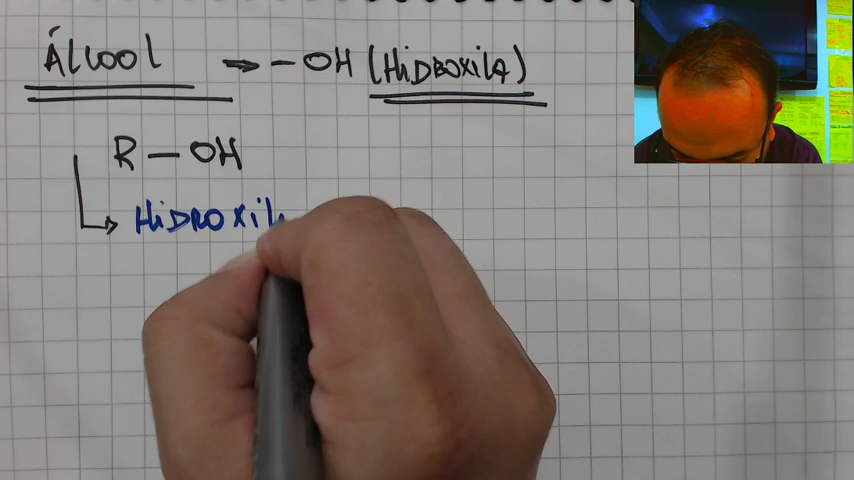 Álcool → - OH (HiDROXilA)
R - OH
HiDROXil